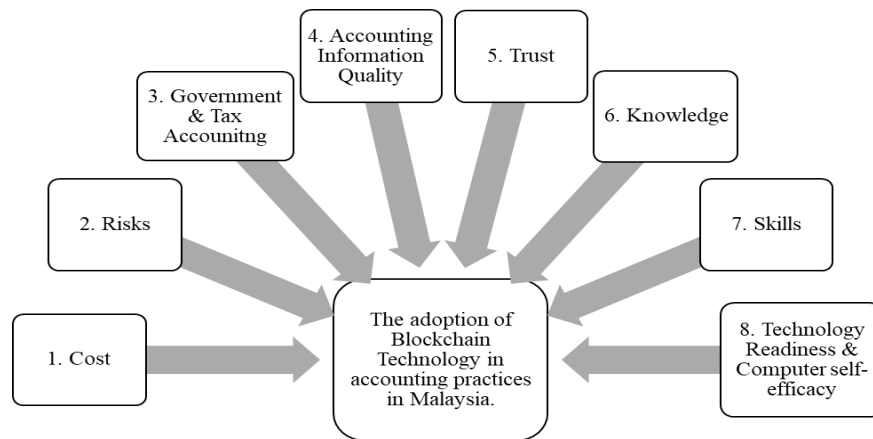 4. Accounting
Information
Quality
5. Trust
3. Government
& Tax
Accounitng
6. Knowledge
2. Risks
7. Skills
1. Cost
The adoption of
Blockchain
Technology in
accounting practices
in Malaysia.
8. Technology
Readiness &
Computer self-
efficacy